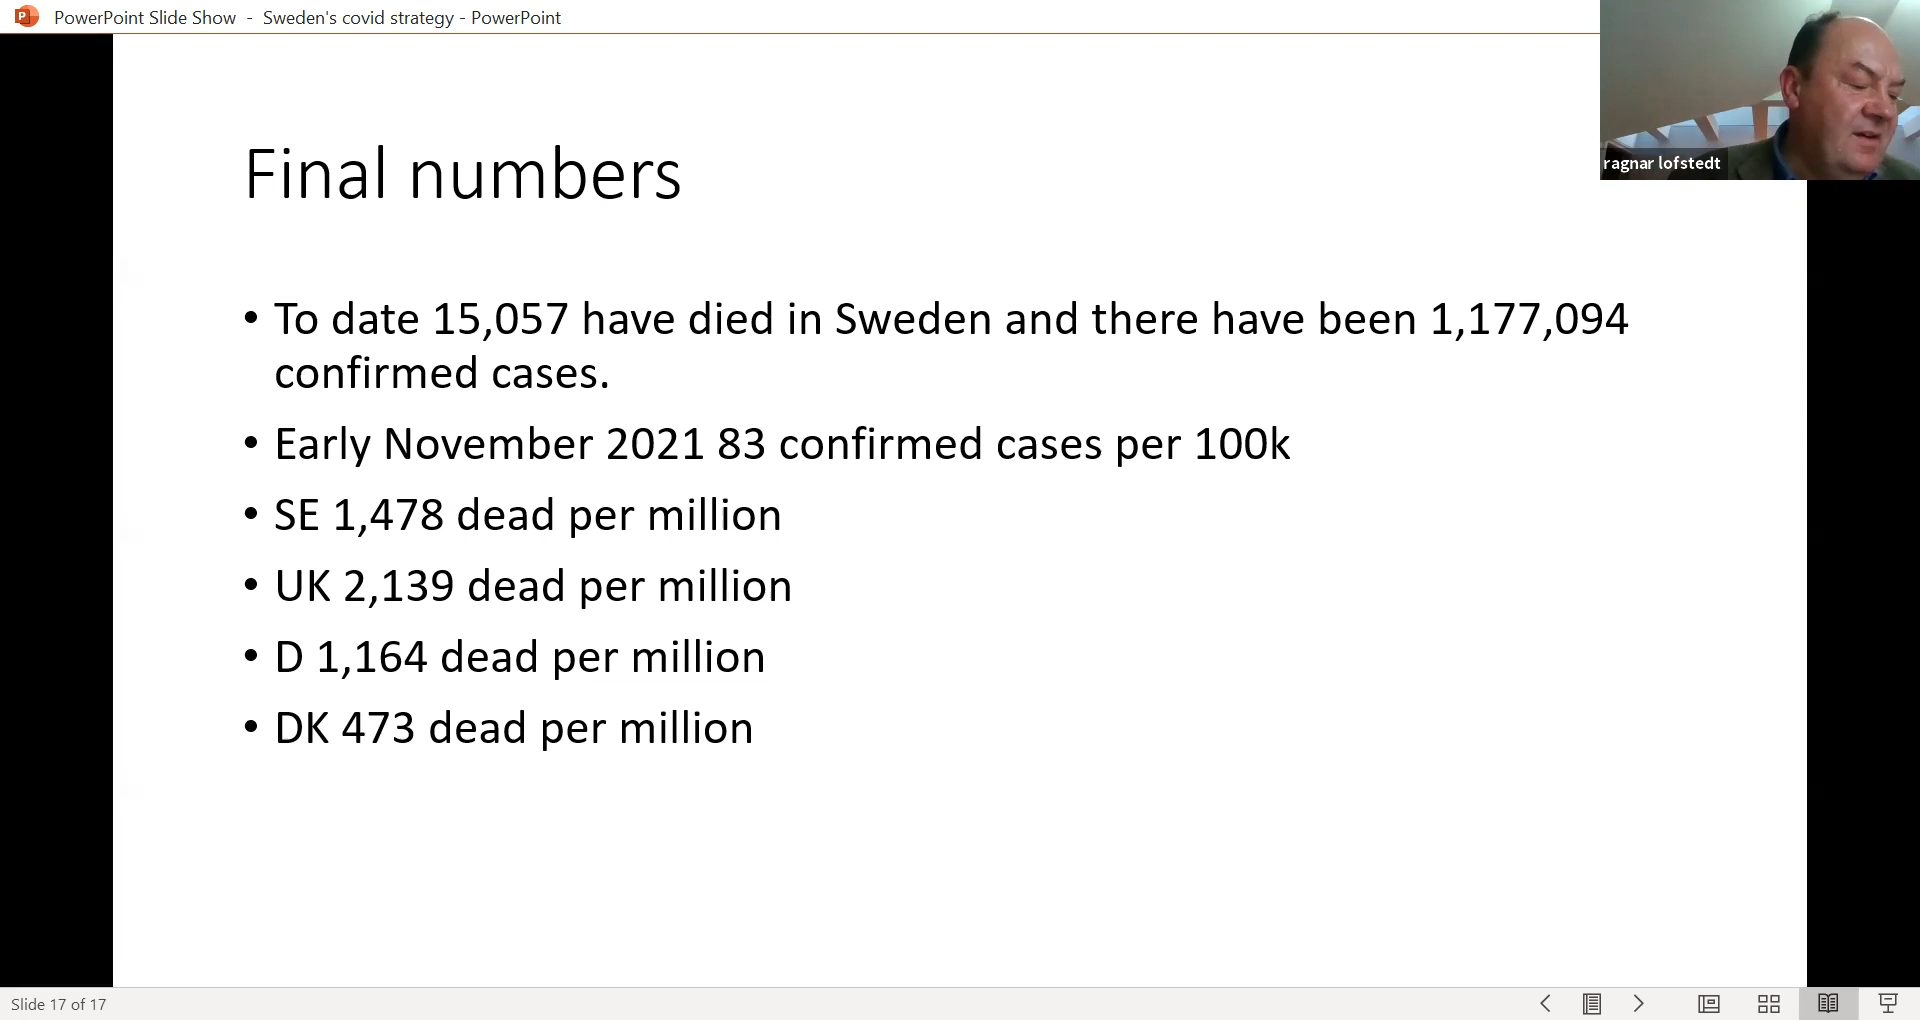 PowerPoint Slide Show - Sweden's covid strategy - PowerPoint
ragnar lofstedt
Final numbers
• To date 15,057 have died in Sweden and there have been 1,177,094
confirmed cases.
• Early November 2021 83 confirmed cases per 100k
• SE 1,478 dead per million
• UK 2,139 dead per million
• D 1,164 dead per million
• DK 473 dead per million
Slide 17 of 17